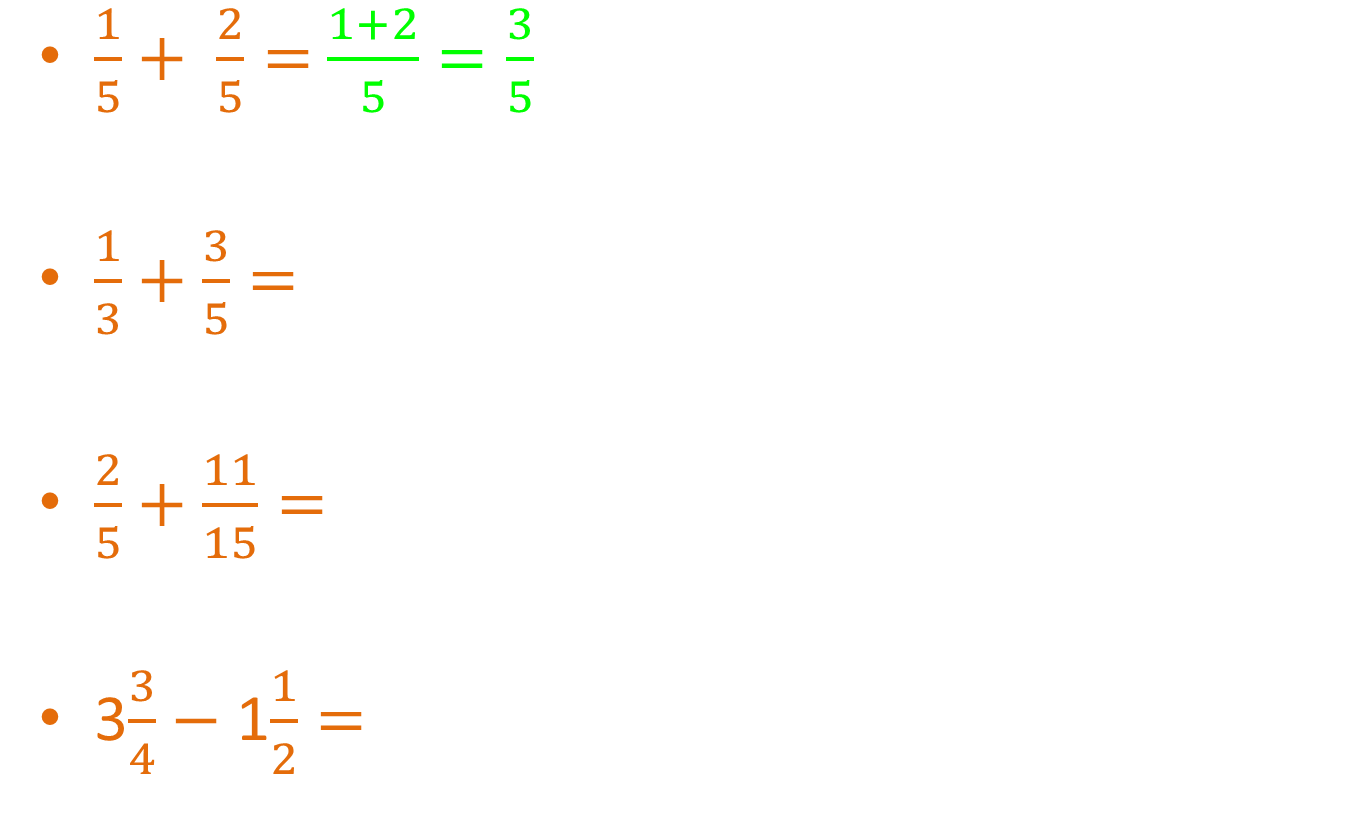 • 1/5 + 2/5 = 1+2/5 = 3/5
• 1/3 + 3/5 =
• 2/5 + 11/15 =
• 3 3/4 − 1 1/2 =